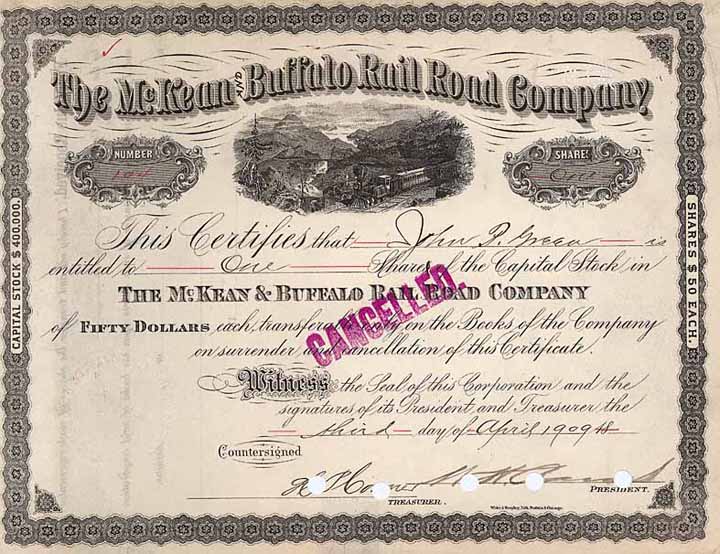 The McKean AND Buffalo Rail Road Company
NUMBER
SHARE
One
This Certifies that John P. Green is
entitled to One Shares of the Capital Stock in
THE McKEAN & BUFFALO RAIL ROAD COMPANY
of FIFTY DOLLARS each, transferable only on the Books of the Company
on surrender and cancellation of this Certificate.
Witness the Seal of this Corporation and the
signatures of its President and Treasurer the
third day of April 1909
Countersigned
TREASURER.
PRESIDENT.
CAPITAL STOCK $400,000.
SHARES $50 EACH.
CANCELLED.